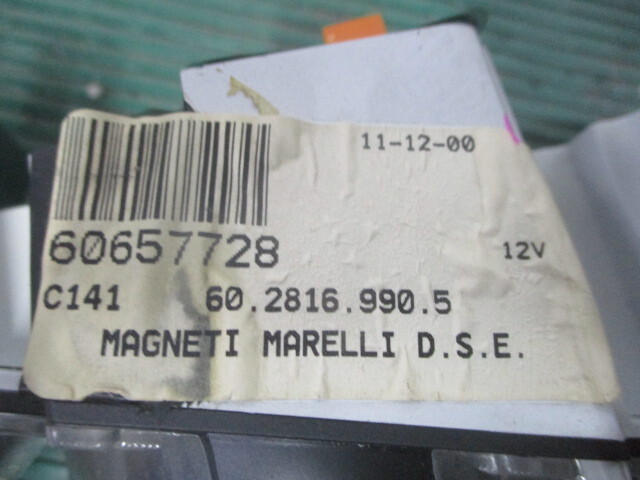 11-12-00
60657728
12V
C141 60.2816.990.5
MAGNETI MARELLI D.S.E.